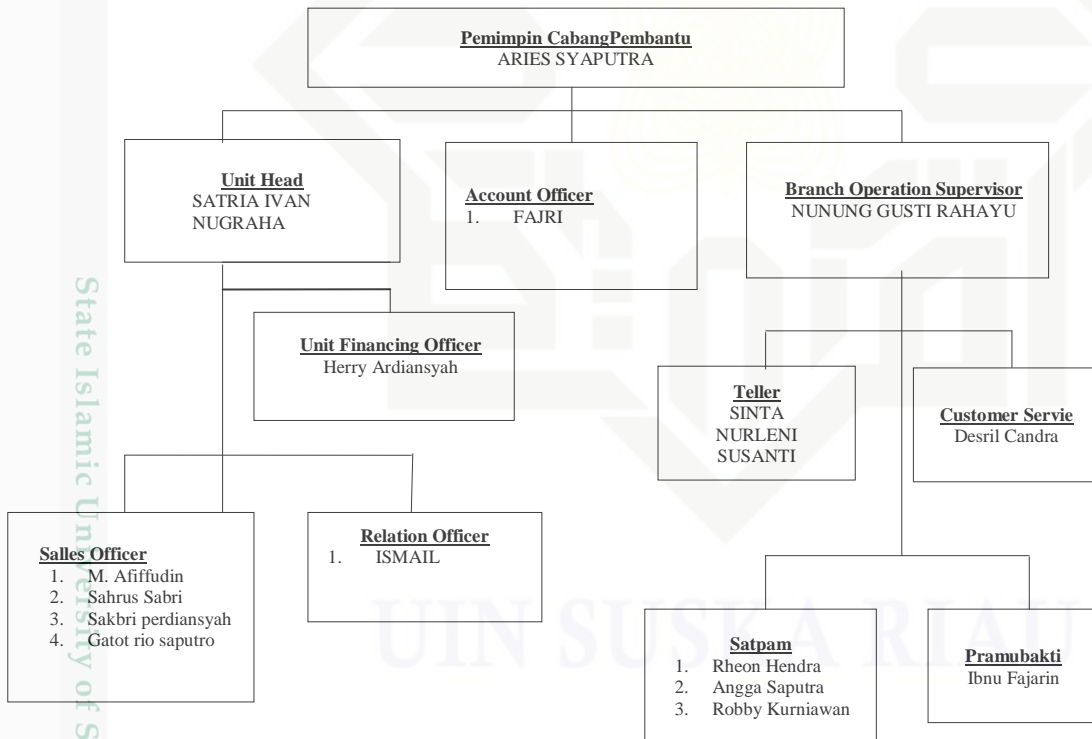 Pemimpin CabangPembantu
ARIES SYAPUTRA
Unit Head
SATRIA IVAN
NUGRAHA
Account Officer
1. FAJRI
Branch Operation Supervisor
NUNUNG GUSTI RAHAYU
Unit Financing Officer
Herry Ardiansyah
Teller
SINTA
NURLENI
SUSANTI
Customer Servie
Desril Candra
Salles Officer
1. M. Afiffudin
2. Sahrus Sabri
3. Sakbri perdiansyah
4. Gatot rio saputro
Relation Officer
1. ISMAIL
Satpam
1. Rheon Hendra
2. Angga Saputra
3. Robby Kurniawan
Pramubakti
Ibnu Fajarin
State Islamic University of S
UIN SUSKA RIAU